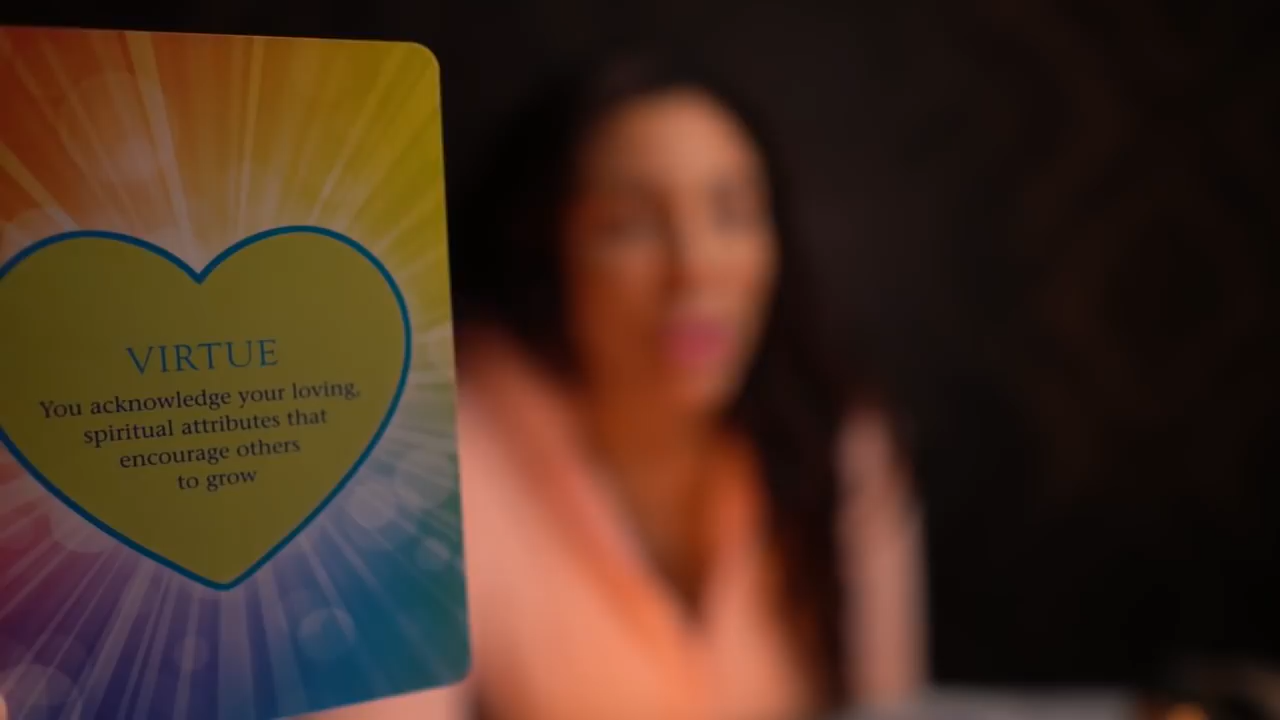 VIRTUE
You acknowledge your loving,
spiritual attributes that
encourage others
to grow